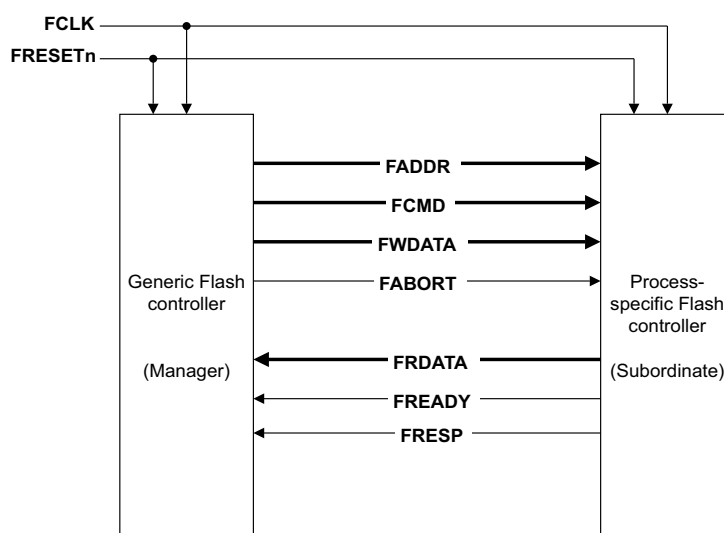 FCLK
FRESETn
FADDR
FCMD
FWDATA
FABORT
Generic Flash
controller
(Manager)
Process-
specific Flash
controller
(Subordinate)
FRDATA
FREADY
FRESP